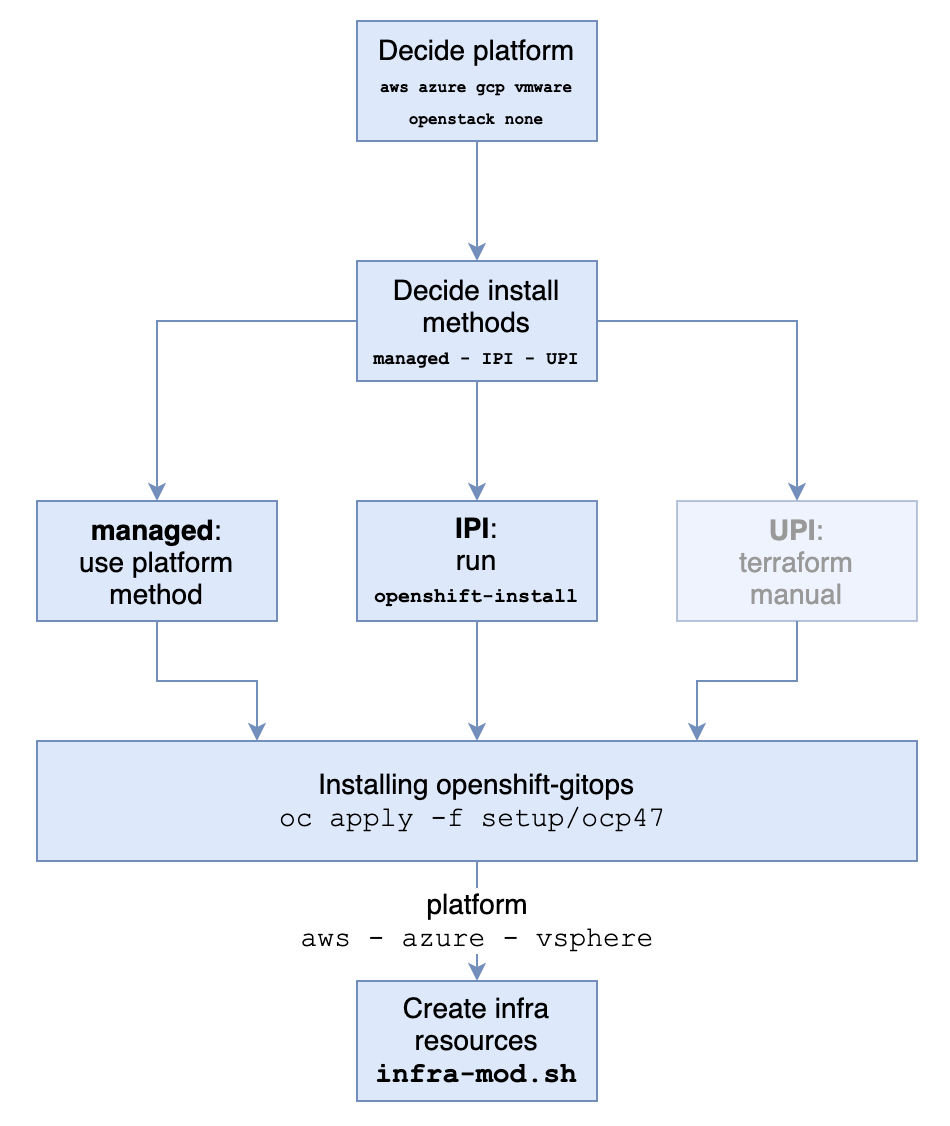 Decide platform
aws azure gcp vmware
openstack none
Decide install
methods
managed - IPI - UPI
managed:
use platform
method
IPI:
run
openshift-install
UPI:
terraform
manual
Installing openshift-gitops
oc apply -f setup/ocp47
platform
aws - azure - vsphere
Create infra
resources
infra-mod.sh